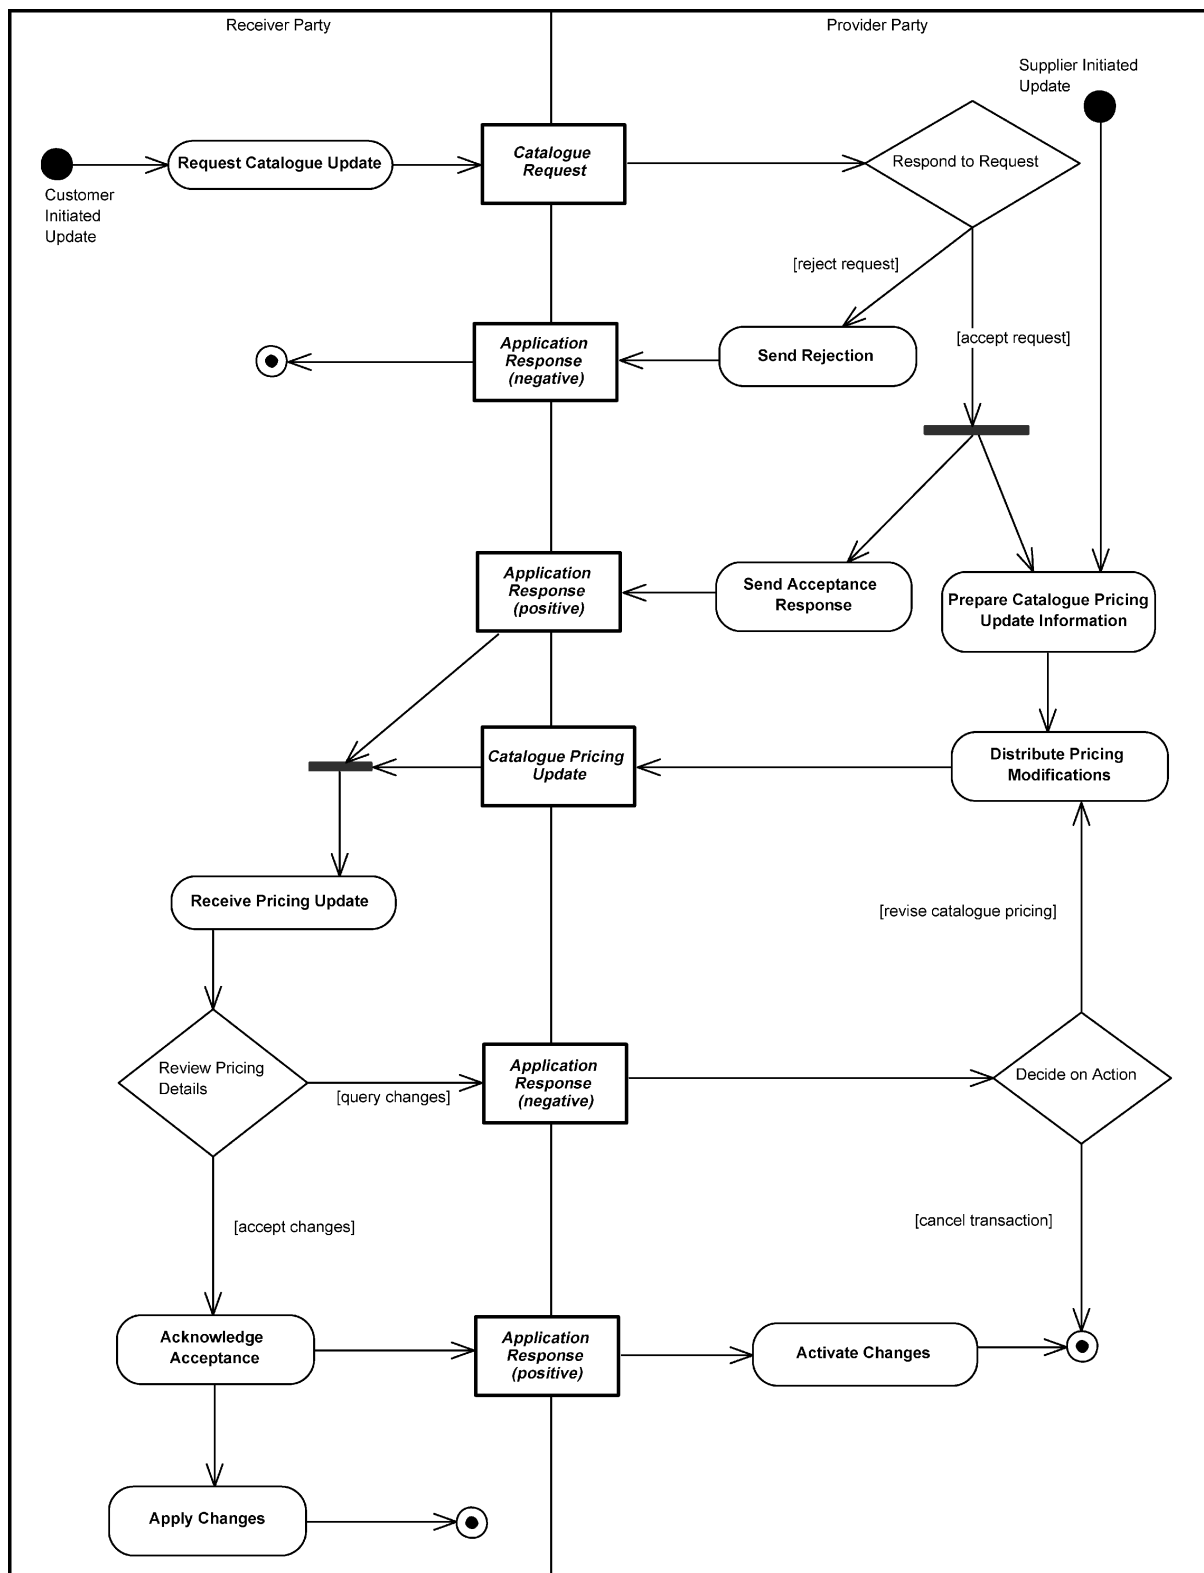 Receiver Party
Provider Party
Supplier Initiated
Update
Customer
Initiated
Update
Request Catalogue Update
Catalogue
Request
Respond to Request
[reject request]
[accept request]
Application
Response
(negative)
Send Rejection
Application
Response
(positive)
Send Acceptance
Response
Prepare Catalogue Pricing
Update Information
Catalogue Pricing
Update
Distribute Pricing
Modifications
Receive Pricing Update
[revise catalogue pricing]
Review Pricing
Details
[query changes]
Application
Response
(negative)
Decide on Action
[accept changes]
[cancel transaction]
Acknowledge
Acceptance
Application
Response
(positive)
Activate Changes
Apply Changes